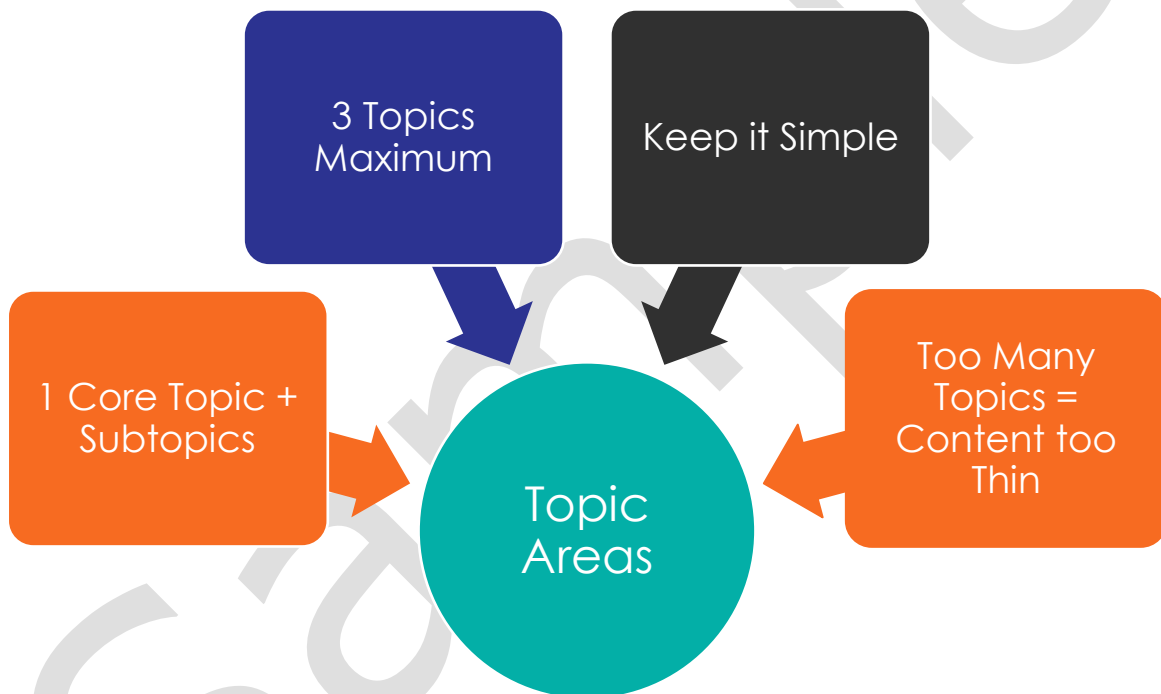 3 Topics
Maximum
Keep it Simple
1 Core Topic +
Subtopics
Too Many
Topics =
Content too
Thin
Topic
Areas